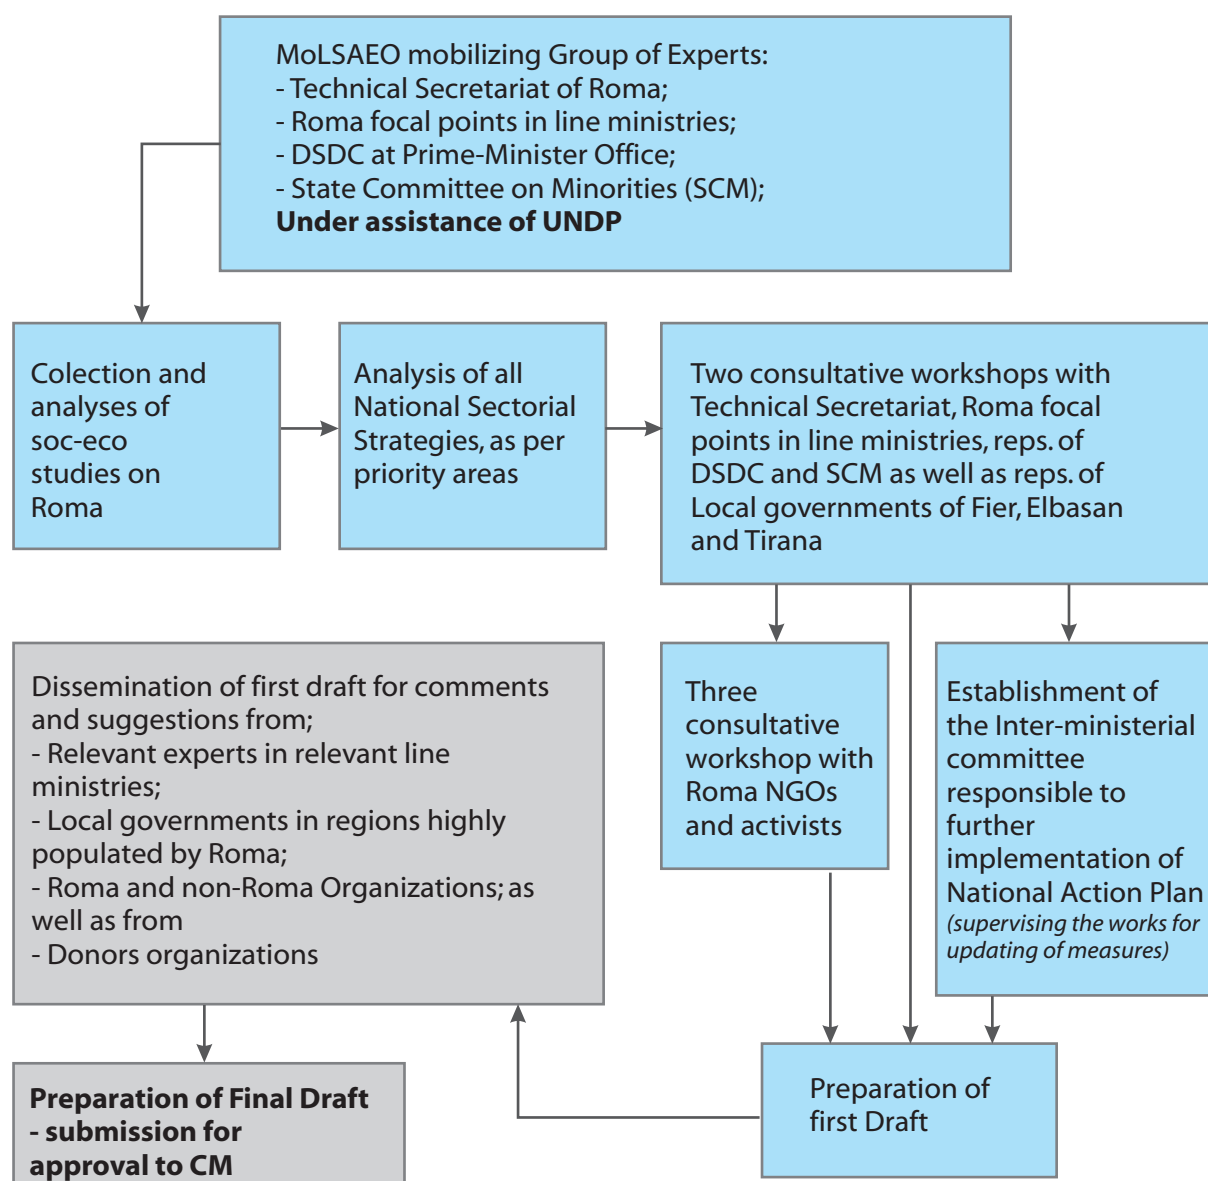 MoLSAEO mobilizing Group of Experts:
- Technical Secretariat of Roma;
- Roma focal points in line ministries;
- DSDC at Prime-Minister Office;
- State Committee on Minorities (SCM);
Under assistance of UNDP
Colection and
analyses of
soc-eco
studies on
Roma
Analysis of all
National Sectorial
Strategies, as per
priority areas
Two consultative workshops with
Technical Secretariat, Roma focal
points in line ministries, reps. of
DSDC and SCM as well as reps. of
Local governments of Fier, Elbasan
and Tirana
Three
consultative
workshop with
Roma NGOs
and activists
Establishment of
the Inter-ministerial
committee
responsible to
further
implementation of
National Action Plan
(supervising the works for
updating of measures)
Preparation of
first Draft
Dissemination of first draft for comments
and suggestions from;
- Relevant experts in relevant line
ministries;
- Local governments in regions highly
populated by Roma;
- Roma and non-Roma Organizations; as
well as from
- Donors organizations
Preparation of Final Draft
- submission for
approval to CM